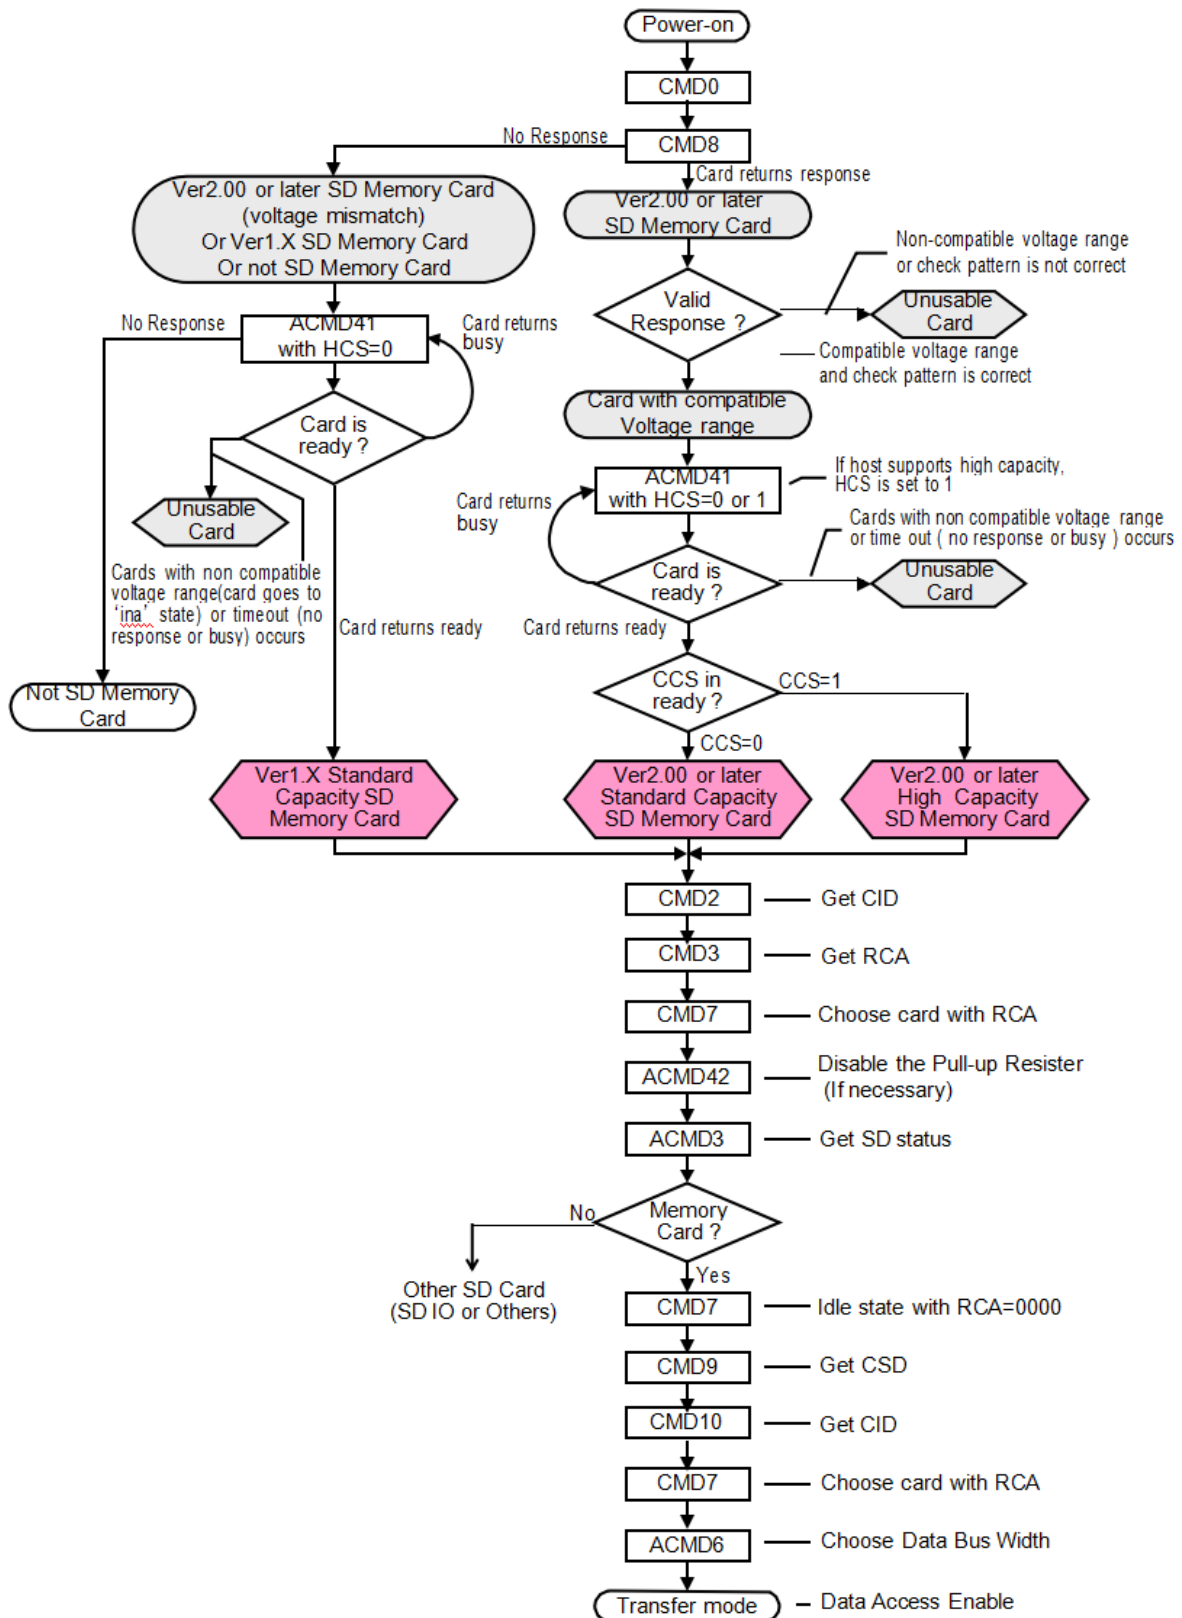 Power-on
CMD0
No Response
CMD8
Card returns response
Ver2.00 or later SD Memory Card
(voltage mismatch)
Or Ver1.X SD Memory Card
Or not SD Memory Card
Ver2.00 or later
SD Memory Card
Non-compatible voltage range
or check pattern is not correct
Valid
Response ?
Unusable
Card
No Response
ACMD41
with HCS=0
Card returns
busy
Compatible voltage range
and check pattern is correct
Card is
ready ?
Card with compatible
Voltage range
If host supports high capacity,
HCS is set to 1
ACMD41
with HCS=0 or 1
Card returns
busy
Unusable
Card
Cards with non compatible voltage range
or time out ( no response or busy ) occurs
Cards with non compatible
voltage range(card goes to
‘ina’ state) or timeout (no
response or busy) occurs
Card is
ready ?
Unusable
Card
Card returns ready
Card returns ready
Not SD Memory
Card
CCS in
ready ?
CCS=1
CCS=0
Ver1.X Standard
Capacity SD
Memory Card
Ver2.00 or later
Standard Capacity
SD Memory Card
Ver2.00 or later
High Capacity
SD Memory Card
CMD2
Get CID
CMD3
Get RCA
CMD7
Choose card with RCA
ACMD42
Disable the Pull-up Resister
(If necessary)
ACMD3
Get SD status
No
Memory
Card ?
Yes
Other SD Card
(SD IO or Others)
CMD7
Idle state with RCA=0000
CMD9
Get CSD
CMD10
Get CID
CMD7
Choose card with RCA
ACMD6
Choose Data Bus Width
Transfer mode
Data Access Enable